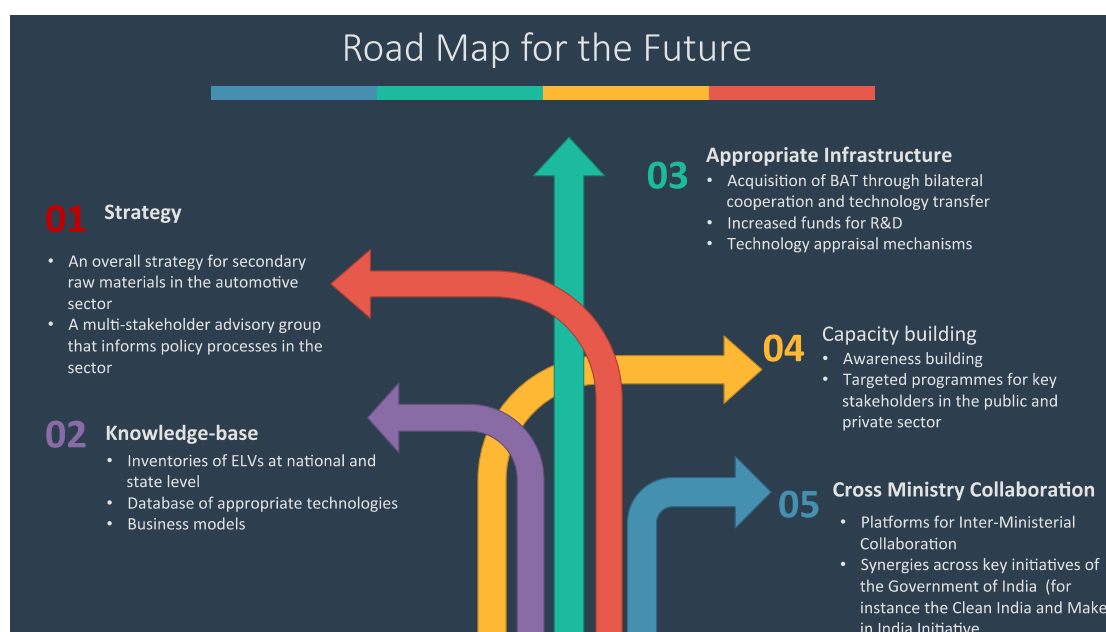 Road Map for the Future
01 Strategy
• An overall strategy for secondary
raw materials in the automotive
sector
• A multi-stakeholder advisory group
that informs policy processes in the
sector
02 Knowledge-base
• Inventories of ELVs at national and
state level
• Database of appropriate technologies
• Business models
03 Appropriate Infrastructure
• Acquisition of BAT through bilateral
cooperation and technology transfer
• Increased funds for R&D
• Technology appraisal mechanisms
04 Capacity building
• Awareness building
• Targeted programmes for key
stakeholders in the public and
private sector
05 Cross Ministry Collaboration
• Platforms for Inter-Ministerial
Collaboration
• Synergies across key initiatives of
the Government of India (for
instance the Clean India and Make
in India Initiative